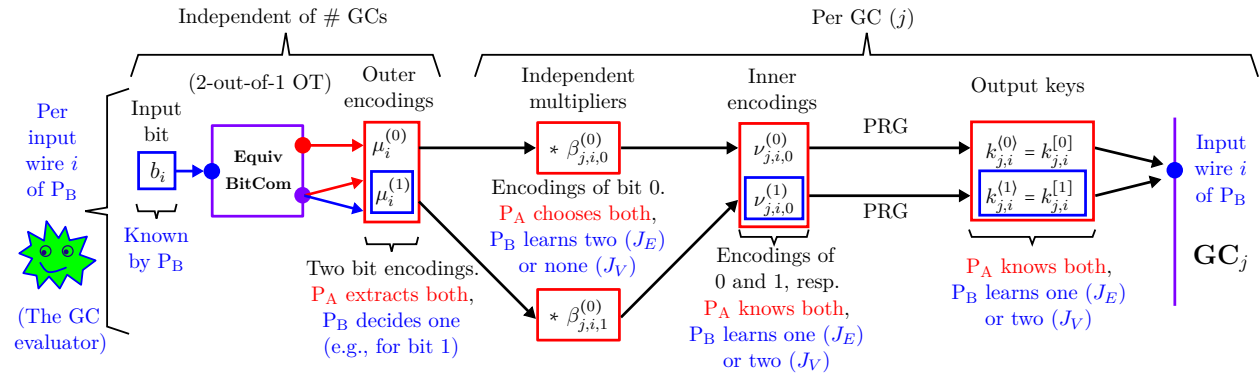 Independent of # GCs
Per GC (j)
(2-out-of-1 OT)
Outer
encodings
Independent
multipliers
Inner
encodings
Output keys
Per
input
wire i
of P_B
Input
bit
b_i
Known
by P_B
(The GC
evaluator)
Equiv
BitCom
μ_i^{(0)}
μ_i^{(1)}
Two bit encodings.
P_A extracts both,
P_B decides one
(e.g., for bit 1)
* β_{j,i,0}^{(0)}
Encodings of bit 0.
P_A chooses both,
P_B learns two (J_E)
or none (J_V)
* β_{j,i,1}^{(0)}
ν_{j,i,0}^{(0)}
ν_{j,i,0}^{(1)}
Encodings of
0 and 1, resp.
P_A knows both,
P_B learns one (J_E)
or two (J_V)
PRG
PRG
k_{j,i}^{⟨0⟩} = k_{j,i}^{[0]}
k_{j,i}^{⟨1⟩} = k_{j,i}^{[1]}
P_A knows both,
P_B learns one (J_E)
or two (J_V)
Input
wire i
of P_B
GC_j